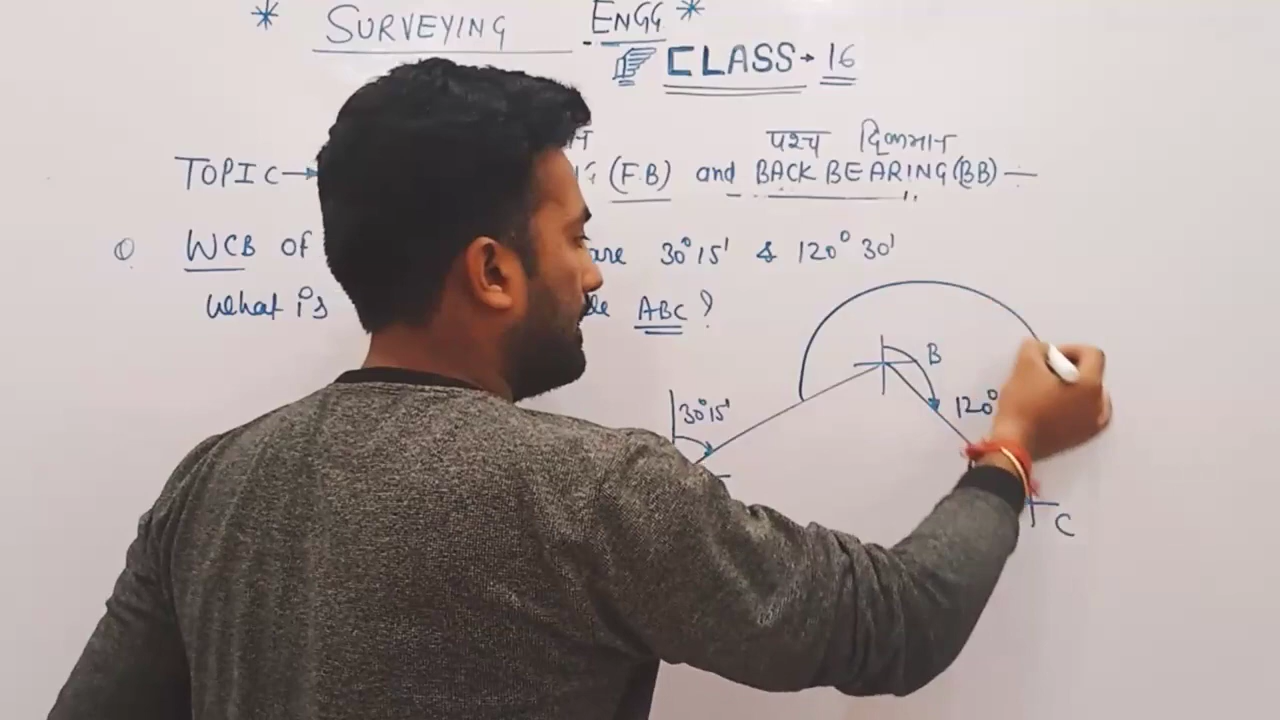 * SURVEYING ENGG *
CLASS → 16
पश्च दिक्मान
TOPIC → (F.B) and BACK BEARING (BB) —
Q WCB of are 30°15' & 120° 30'
What is ABC ?
B
30°15'
120°
C